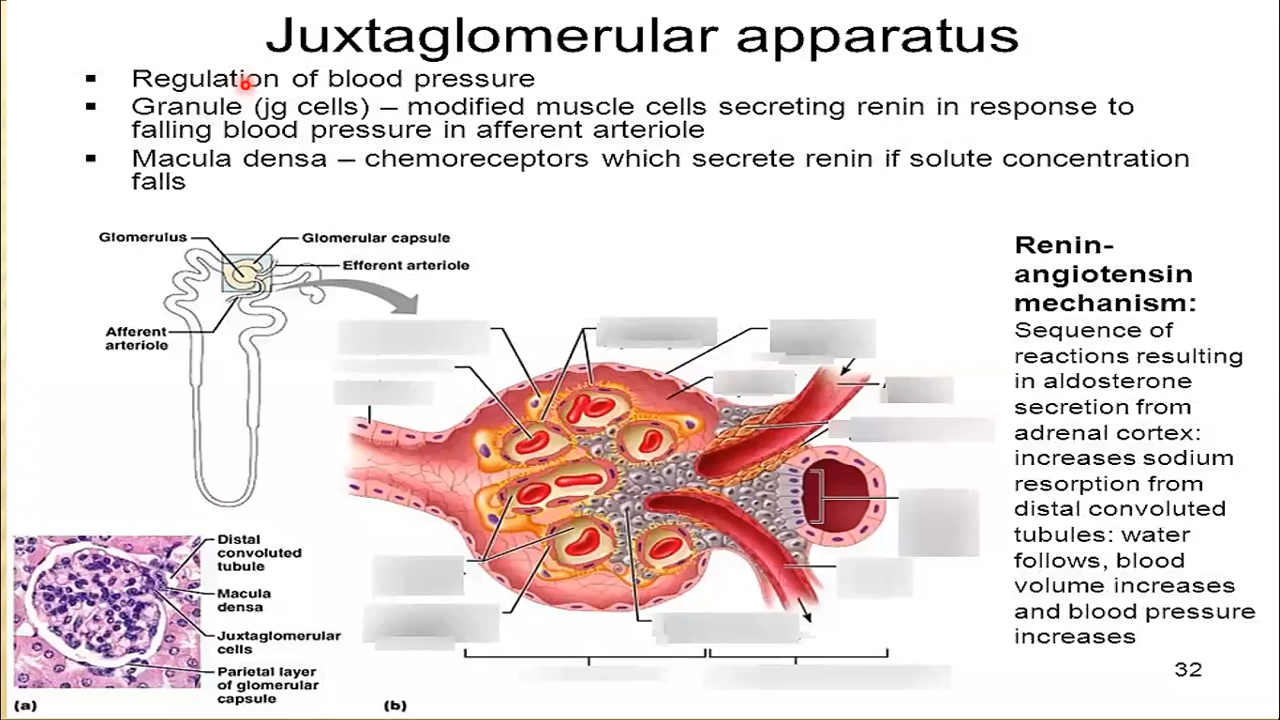 Juxtaglomerular apparatus
▪ Regulation of blood pressure
▪ Granule (jg cells) – modified muscle cells secreting renin in response to
falling blood pressure in afferent arteriole
▪ Macula densa – chemoreceptors which secrete renin if solute concentration
falls
Glomerulus
Glomerular capsule
Efferent arteriole
Afferent
arteriole
Renin-
angiotensin
mechanism:
Sequence of
reactions resulting
in aldosterone
secretion from
adrenal cortex:
increases sodium
resorption from
distal convoluted
tubules: water
follows, blood
volume increases
and blood pressure
increases
Distal
convoluted
tubule
Macula
densa
Juxtaglomerular
cells
Parietal layer
of glomerular
capsule
(a)
(b)
32